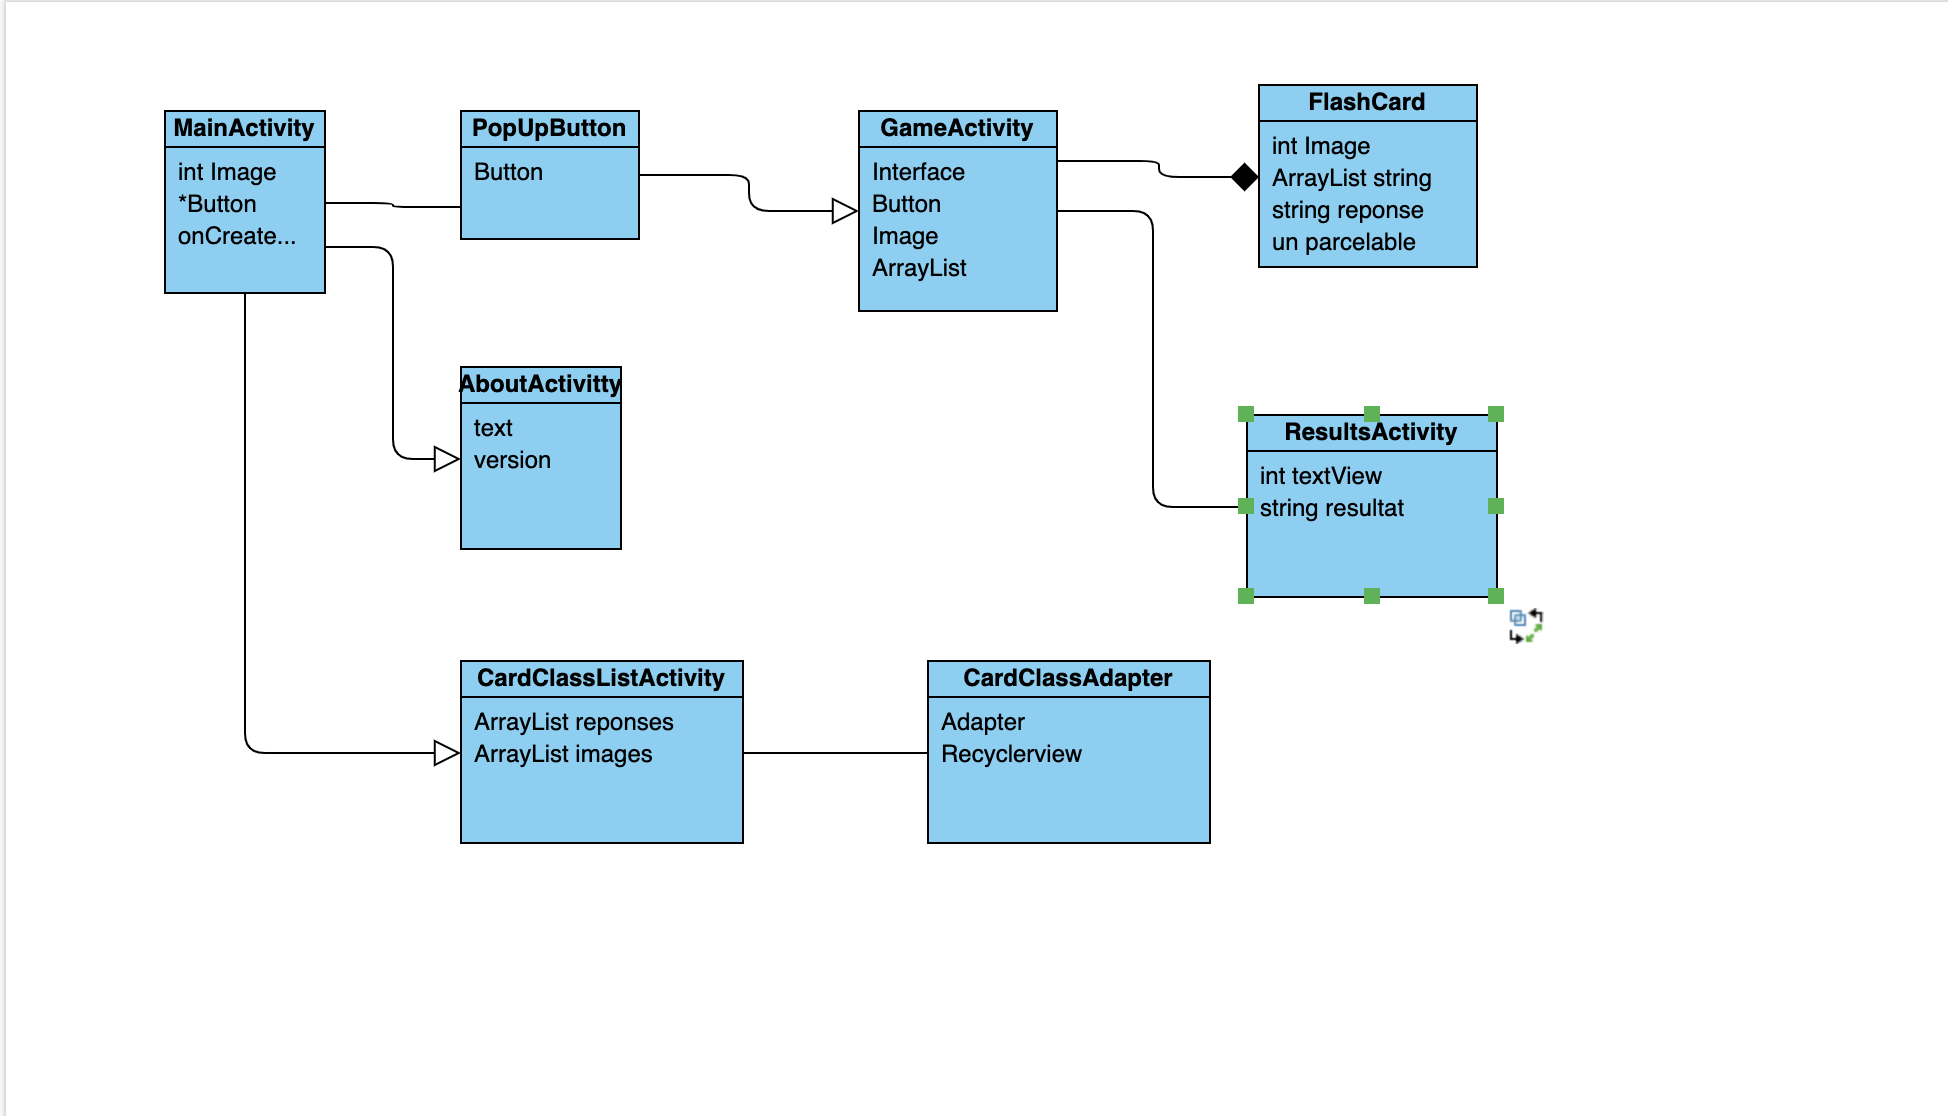 MainActivity
int Image
*Button
onCreate...
PopUpButton
Button
GameActivity
Interface
Button
Image
ArrayList
FlashCard
int Image
ArrayList string
string reponse
un parcelable
AboutActivitty
text
version
ResultsActivity
int textView
string resultat
CardClassListActivity
ArrayList reponses
ArrayList images
CardClassAdapter
Adapter
Recyclerview